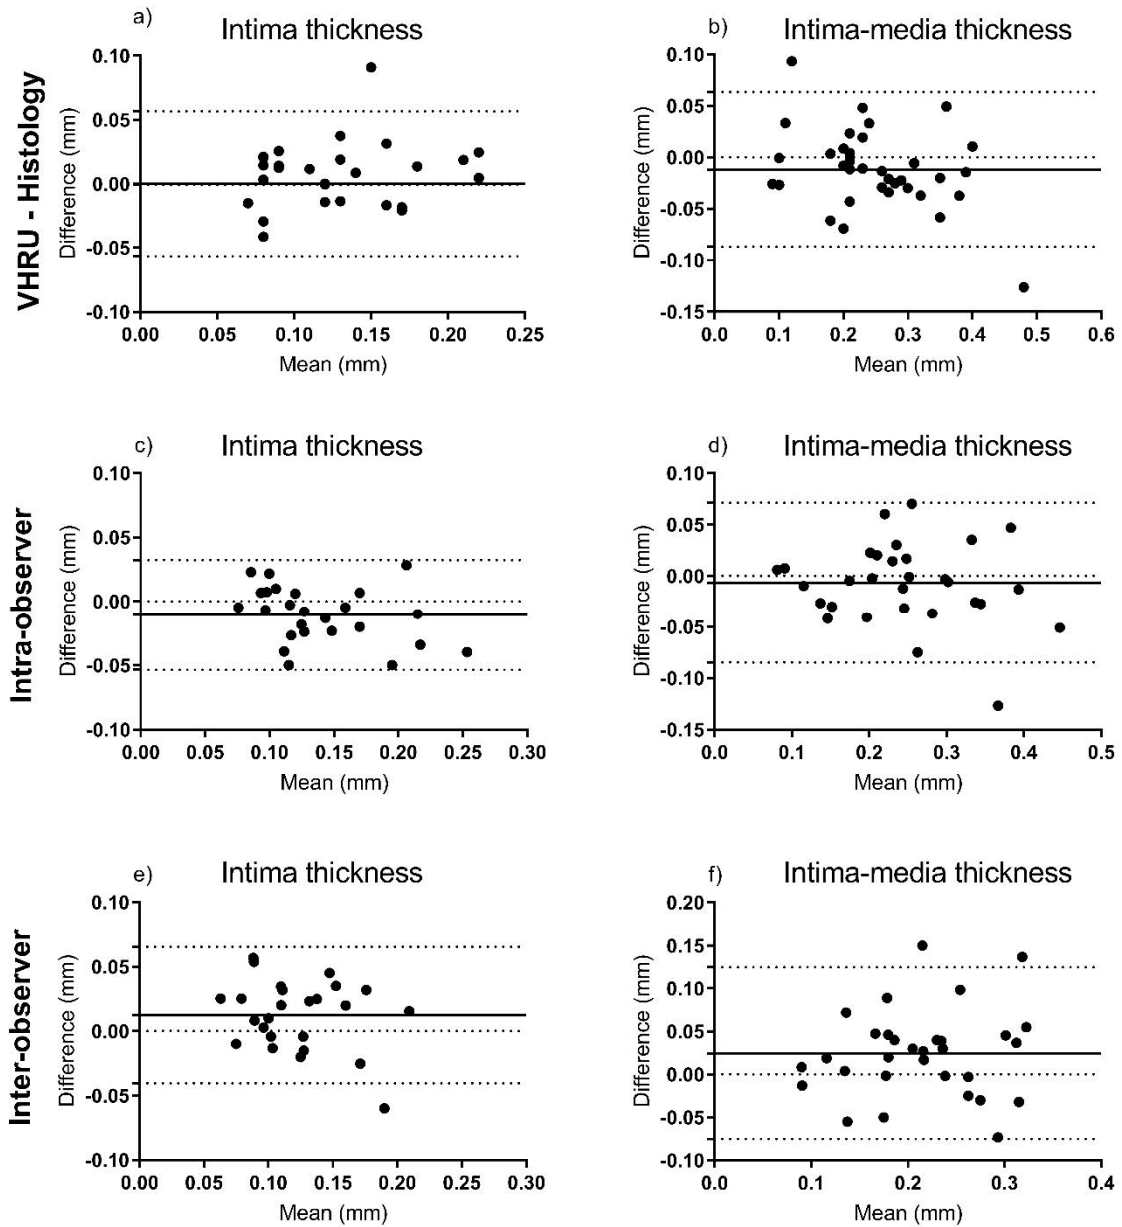 VHRU - Histology
a)
Intima thickness
Difference (mm)
0.10
0.05
0.00
-0.05
-0.10
0.00 0.05 0.10 0.15 0.20 0.25
Mean (mm)
b)
Intima-media thickness
Difference (mm)
0.10
0.05
0.00
-0.05
-0.10
-0.15
0.0 0.1 0.2 0.3 0.4 0.5 0.6
Mean (mm)
Intra-observer
c)
Intima thickness
Difference (mm)
0.10
0.05
0.00
-0.05
-0.10
0.00 0.05 0.10 0.15 0.20 0.25 0.30
Mean (mm)
d)
Intima-media thickness
Difference (mm)
0.10
0.05
0.00
-0.05
-0.10
-0.15
0.0 0.1 0.2 0.3 0.4 0.5
Mean (mm)
Inter-observer
e)
Intima thickness
Difference (mm)
0.10
0.05
0.00
-0.05
-0.10
0.00 0.05 0.10 0.15 0.20 0.25 0.30
Mean (mm)
f)
Intima-media thickness
Difference (mm)
0.20
0.15
0.10
0.05
0.00
-0.05
-0.10
0.0 0.1 0.2 0.3 0.4
Mean (mm)